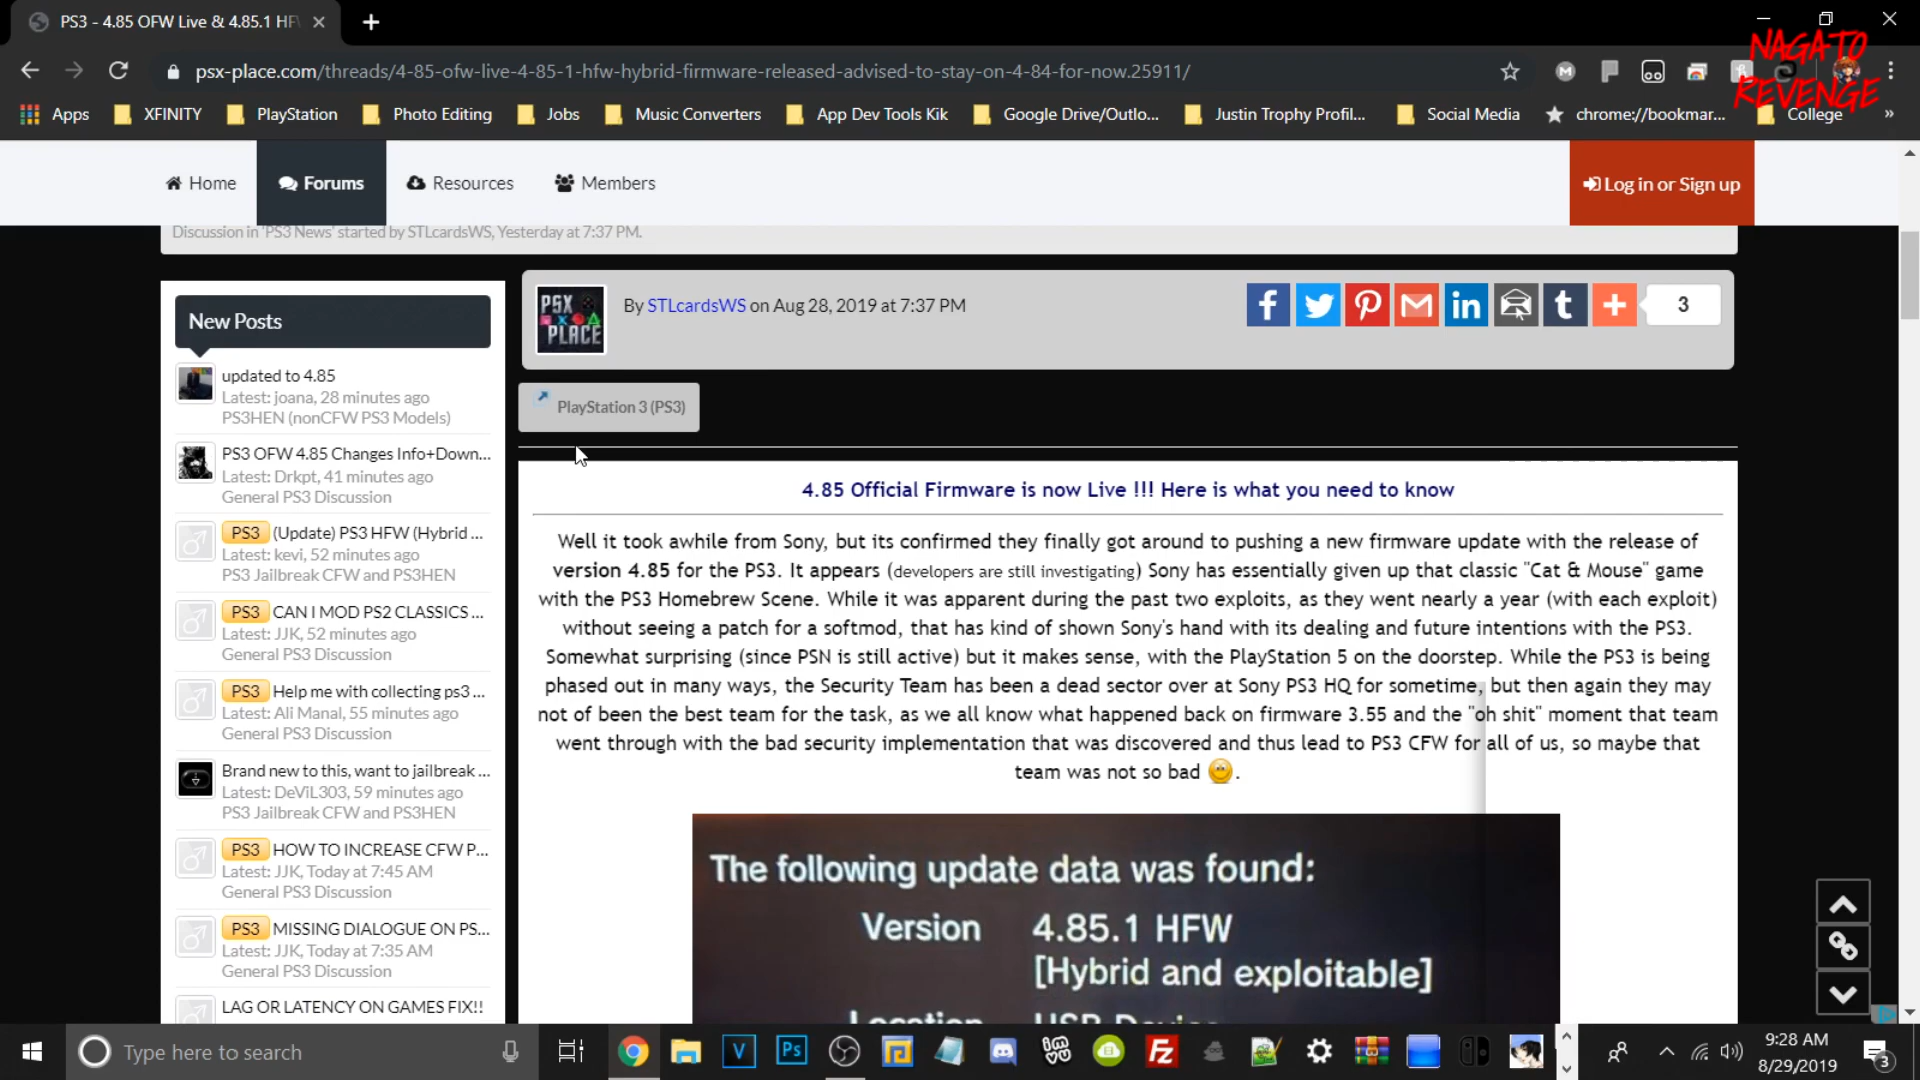 PS3 - 4.85 OFW Live & 4.85.1 HF
psx-place.com/threads/4-85-ofw-live-4-85-1-hfw-hybrid-firmware-released-advised-to-stay-on-4-84-for-now.25911/
NAGATO
REVENGE
Apps XFINITY PlayStation Photo Editing Jobs Music Converters App Dev Tools Kik Google Drive/Outlo... Justin Trophy Profil... Social Media chrome://bookmar... College »
Home Forums Resources Members Log in or Sign up
Discussion in 'PS3 News' started by STLcardsWS, Yesterday at 7:37 PM.
New Posts
updated to 4.85
Latest: joana, 28 minutes ago
PS3HEN (nonCFW PS3 Models)
PS3 OFW 4.85 Changes Info+Down...
Latest: Drkpt, 41 minutes ago
General PS3 Discussion
PS3 (Update) PS3 HFW (Hybrid ...
Latest: kevi, 52 minutes ago
PS3 Jailbreak CFW and PS3HEN
PS3 CAN I MOD PS2 CLASSICS ...
Latest: JJK, 52 minutes ago
General PS3 Discussion
PS3 Help me with collecting ps3 ...
Latest: Ali Manal, 55 minutes ago
General PS3 Discussion
Brand new to this, want to jailbreak ...
Latest: DeViL303, 59 minutes ago
PS3 Jailbreak CFW and PS3HEN
PS3 HOW TO INCREASE CFW P...
Latest: JJK, Today at 7:45 AM
General PS3 Discussion
PS3 MISSING DIALOGUE ON PS...
Latest: JJK, Today at 7:35 AM
General PS3 Discussion
LAG OR LATENCY ON GAMES FIX!!
PSX
PLACE
By STLcardsWS on Aug 28, 2019 at 7:37 PM
3
PlayStation 3 (PS3)
4.85 Official Firmware is now Live !!! Here is what you need to know
Well it took awhile from Sony, but its confirmed they finally got around to pushing a new firmware update with the release of
version 4.85 for the PS3. It appears (developers are still investigating) Sony has essentially given up that classic "Cat & Mouse" game
with the PS3 Homebrew Scene. While it was apparent during the past two exploits, as they went nearly a year (with each exploit)
without seeing a patch for a softmod, that has kind of shown Sony's hand with its dealing and future intentions with the PS3.
Somewhat surprising (since PSN is still active) but it makes sense, with the PlayStation 5 on the doorstep. While the PS3 is being
phased out in many ways, the Security Team has been a dead sector over at Sony PS3 HQ for sometime, but then again they may
not of been the best team for the task, as we all know what happened back on firmware 3.55 and the "oh shit" moment that team
went through with the bad security implementation that was discovered and thus lead to PS3 CFW for all of us, so maybe that
team was not so bad .
The following update data was found:
Version 4.85.1 HFW
[Hybrid and exploitable]
Location USB Device
Type here to search
9:28 AM
8/29/2019
3